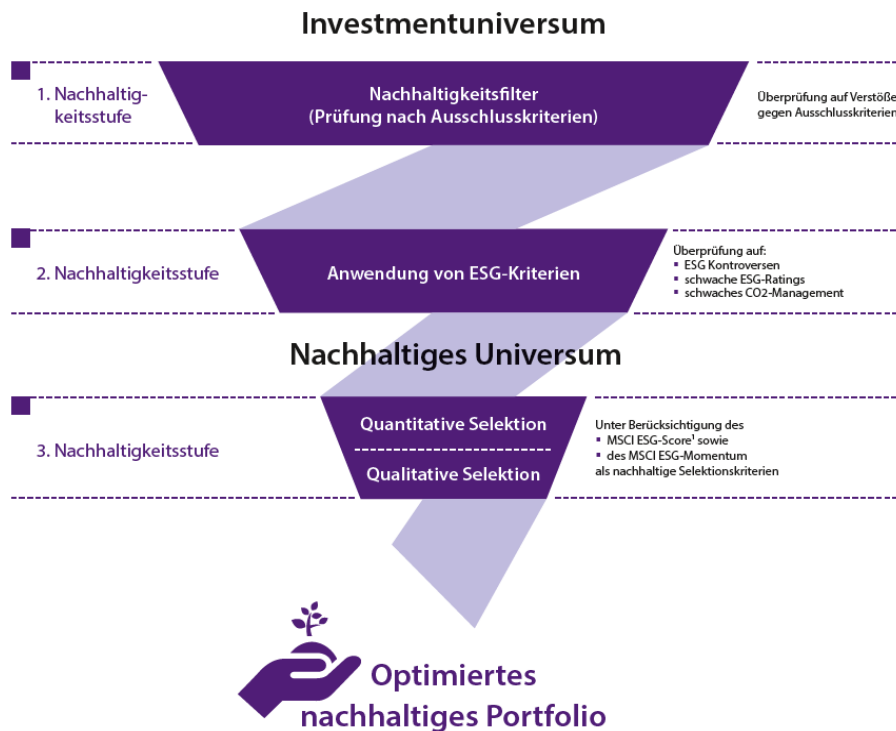 Investmentuniversum
1. Nachhaltig-
keitsstufe
Nachhaltigkeitsfilter
(Prüfung nach Ausschlusskriterien)
Überprüfung auf Verstöße
gegen Ausschlusskriterien
2. Nachhaltigkeitsstufe
Anwendung von ESG-Kriterien
Überprüfung auf:
▪ ESG Kontroversen
▪ schwache ESG-Ratings
▪ schwaches CO2-Management
Nachhaltiges Universum
3. Nachhaltigkeitsstufe
Quantitative Selektion
Qualitative Selektion
Unter Berücksichtigung des
▪ MSCI ESG-Score¹ sowie
▪ des MSCI ESG-Momentum
als nachhaltige Selektionskriterien
Optimiertes
nachhaltiges Portfolio